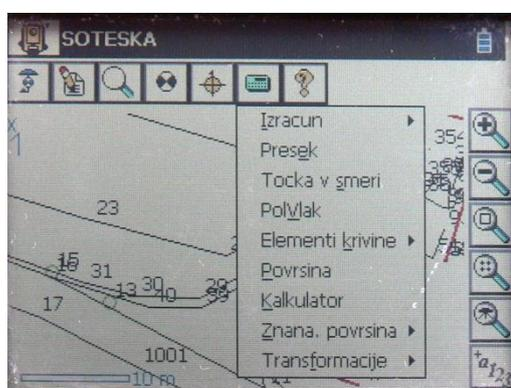 SOTESKA
Izracun
Presek
Tocka v smeri
PolVlak
Elementi krivine
Povrsina
Kalkulator
Znana. povrsina
Transformacije
354
x
23
15
31
13
30
40
17
1001
10 m
+a123